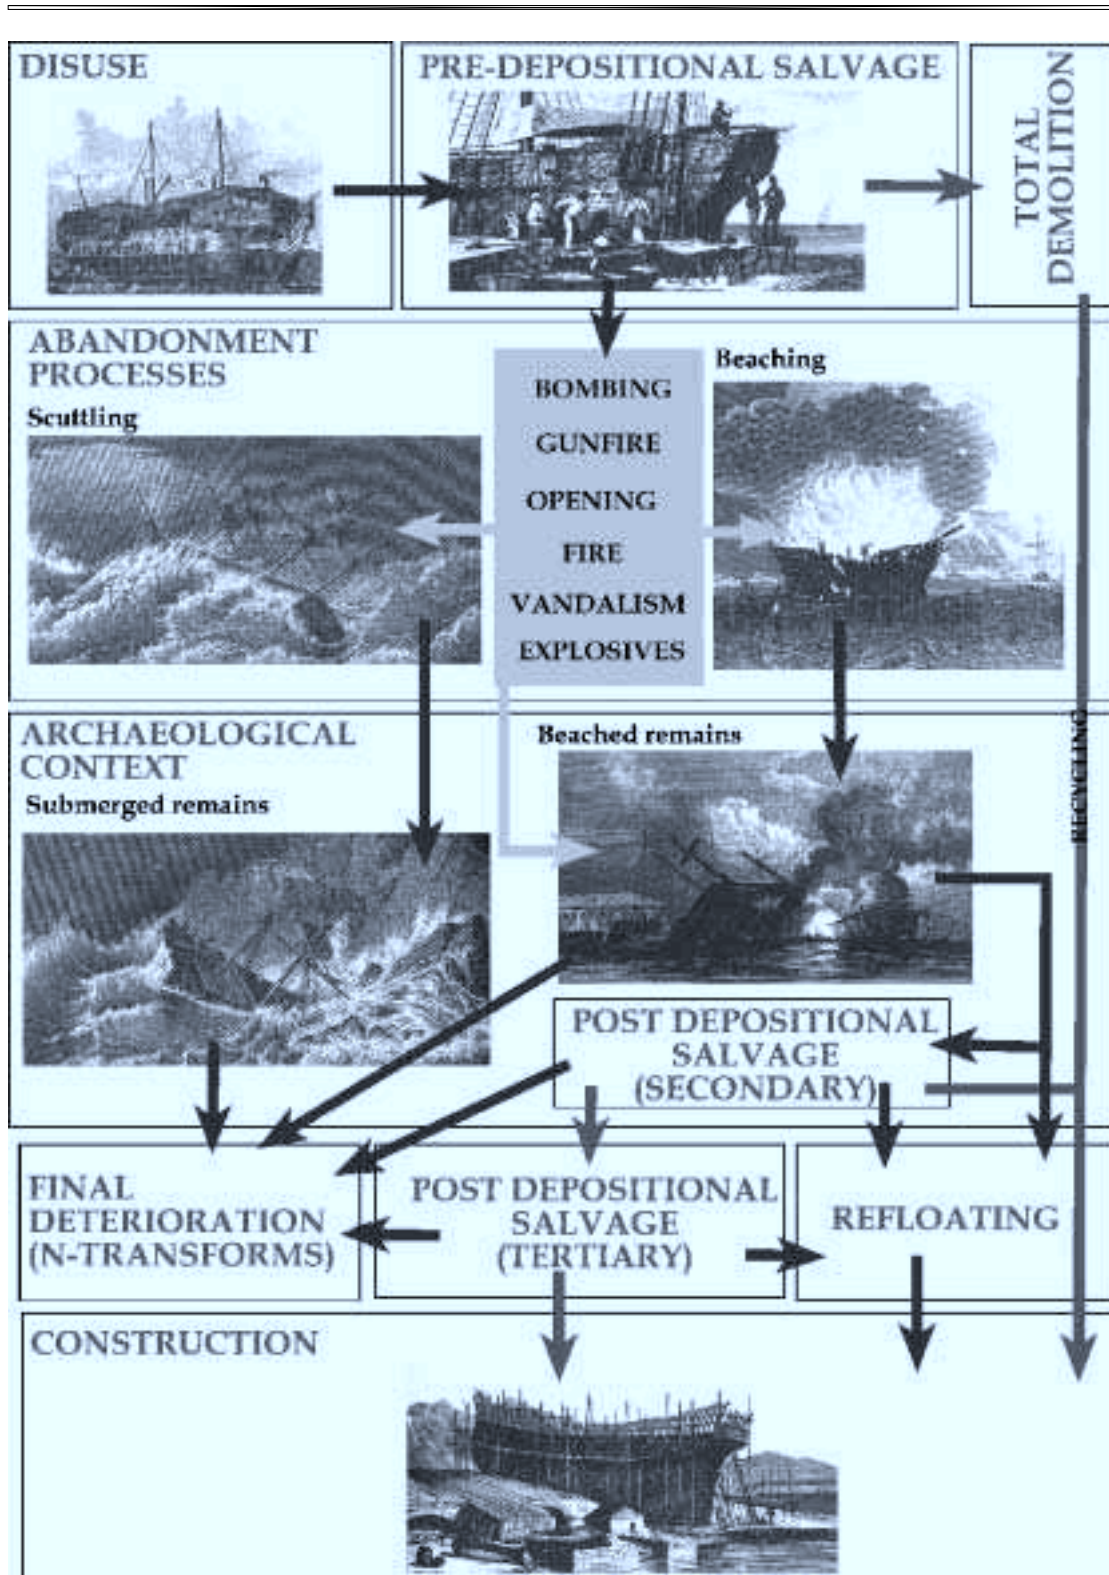 DISUSE
PRE-DEPOSITIONAL SALVAGE
TOTAL
DEMOLITION
ABANDONMENT
PROCESSES
Scuttling
BOMBING
GUNFIRE
OPENING
FIRE
VANDALISM
EXPLOSIVES
Beaching
RECYCLING
ARCHAEOLOGICAL
CONTEXT
Submerged remains
Beached remains
POST DEPOSITIONAL
SALVAGE
(SECONDARY)
FINAL
DETERIORATION
(N-TRANSFORMS)
POST DEPOSITIONAL
SALVAGE
(TERTIARY)
REFLOATING
CONSTRUCTION